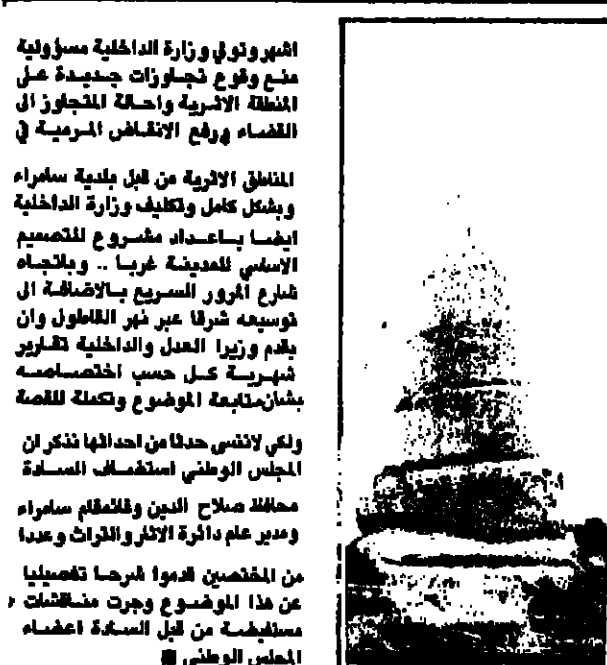 اشهر وتولي وزارة الداخلية مسؤولية
منع وقوع تجاوزات جديدة على
المنطقة الاثرية واحالة المتجاوز الى
القضاء ورفع الانقاض المرمية في
المناطق الاثرية من قبل بلدية سامراء
وبشكل كامل وتكليف وزارة الداخلية
ايضا باعداد مشروع للتصميم
الاساسي للمدينة غربا .. وباتجاه
شارع المرور السريع بالاضافة الى
توسيعه شرقا عبر نهر القاطول وان
يقدم وزيرا العدل والداخلية تقارير
شهرية كل حسب اختصاصه
بشان متابعة الموضوع وتكملة للقصة
ولكي لاننسى حدثا من احداثها نذكر ان
المجلس الوطني استضاف السادة
محافظ صلاح الدين وقائمقام سامراء
ومدير عام دائرة الاثار والتراث وعددا
من المختصين قدموا شرحا تفصيليا
عن هذا الموضوع وجرت مناقشات
مستفيضة من قبل السادة اعضاء
المجلس الوطني